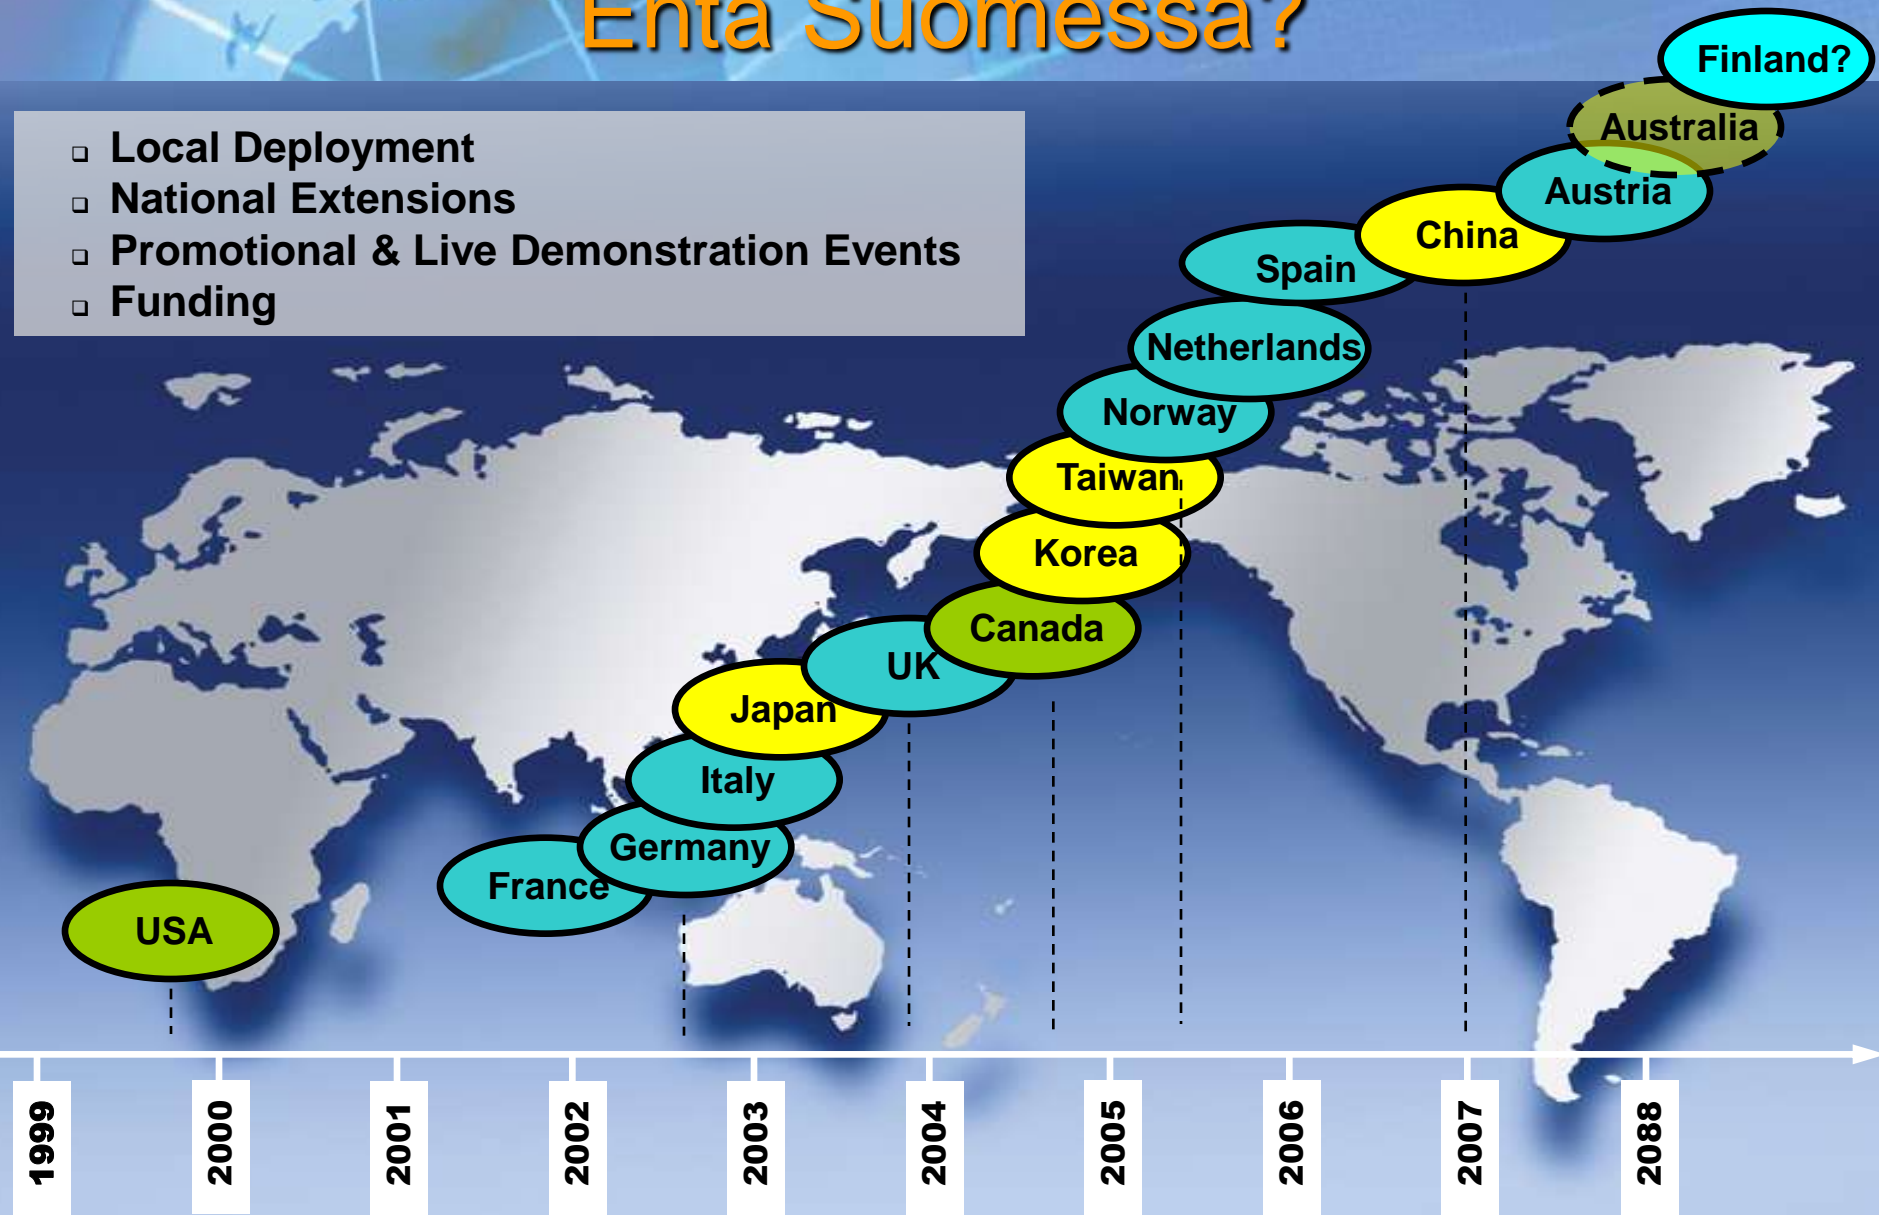 Entä Suomessa?
Finland?
Australia
Austria
China
Spain
Netherlands
Norway
Taiwan
Korea
Canada
UK
Japan
Italy
Germany
France
USA
Local Deployment
National Extensions
Promotional & Live Demonstration Events
Funding
1999
2000
2001
2002
2003
2004
2005
2006
2007
2088